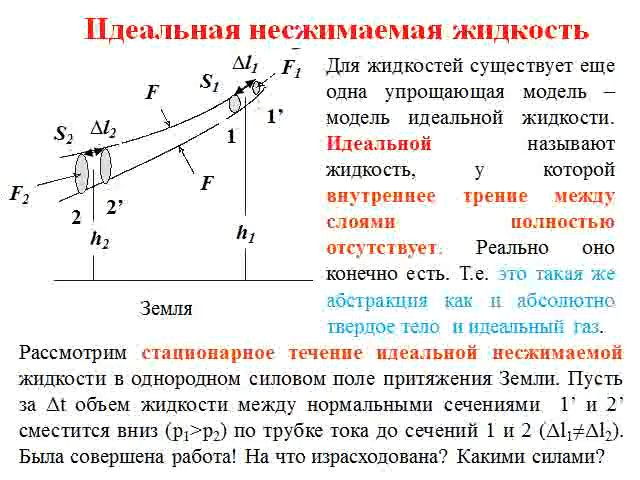 Идеальная несжимаемая жидкость
Для жидкостей существует еще
одна упрощающая модель –
модель идеальной жидкости.
Идеальной называют
жидкость, у которой
внутреннее трение между
слоями полностью
отсутствует. Реально оно
конечно есть. Т.е. это такая же
абстракция как и абсолютно
твердое тело и идеальный газ.
Δl1
F1
S1
F
1’
1
S2
Δl2
F
F2
2’
2
h2
h1
Земля
Рассмотрим стационарное течение идеальной несжимаемой
жидкости в однородном силовом поле притяжения Земли. Пусть
за Δt объем жидкости между нормальными сечениями 1’ и 2’
сместится вниз (p1>p2) по трубке тока до сечений 1 и 2 (Δl1≠Δl2).
Была совершена работа! На что израсходована? Какими силами?